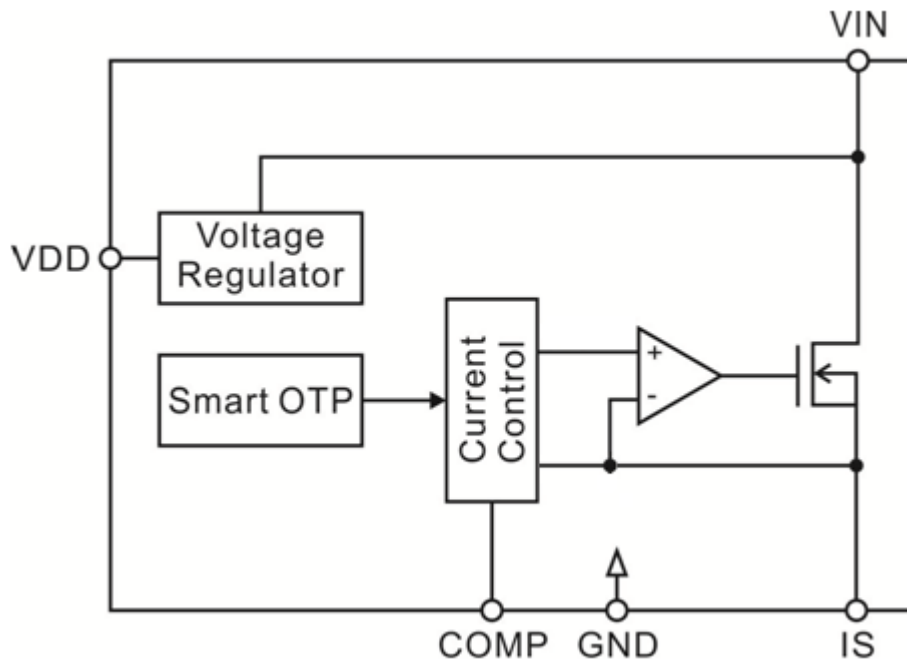 VIN
Voltage
Regulator
VDD
Smart OTP
Current
Control
+
-
COMP
GND
IS